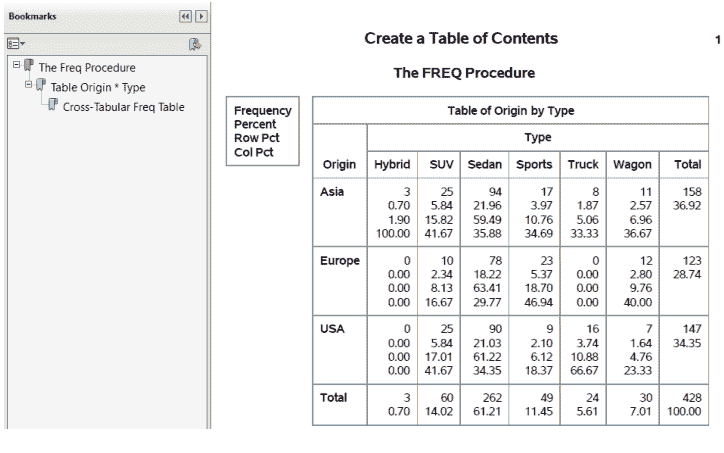 Bookmarks
The Freq Procedure
Table Origin * Type
Cross-Tabular Freq Table
Create a Table of Contents
1
The FREQ Procedure
Frequency
Percent
Row Pct
Col Pct
Table of Origin by Type
Type
Origin Hybrid SUV Sedan Sports Truck Wagon Total
Asia 3 25 94 17 8 11 158
0.70 5.84 21.96 3.97 1.87 2.57 36.92
1.90 15.82 59.49 10.76 5.06 6.96
100.00 41.67 35.88 34.69 33.33 36.67
Europe 0 10 78 23 0 12 123
0.00 2.34 18.22 5.37 0.00 2.80 28.74
0.00 8.13 63.41 18.70 0.00 9.76
0.00 16.67 29.77 46.94 0.00 40.00
USA 0 25 90 9 16 7 147
0.00 5.84 21.03 2.10 3.74 1.64 34.35
0.00 17.01 61.22 6.12 10.88 4.76
0.00 41.67 34.35 18.37 66.67 23.33
Total 3 60 262 49 24 30 428
0.70 14.02 61.21 11.45 5.61 7.01 100.00